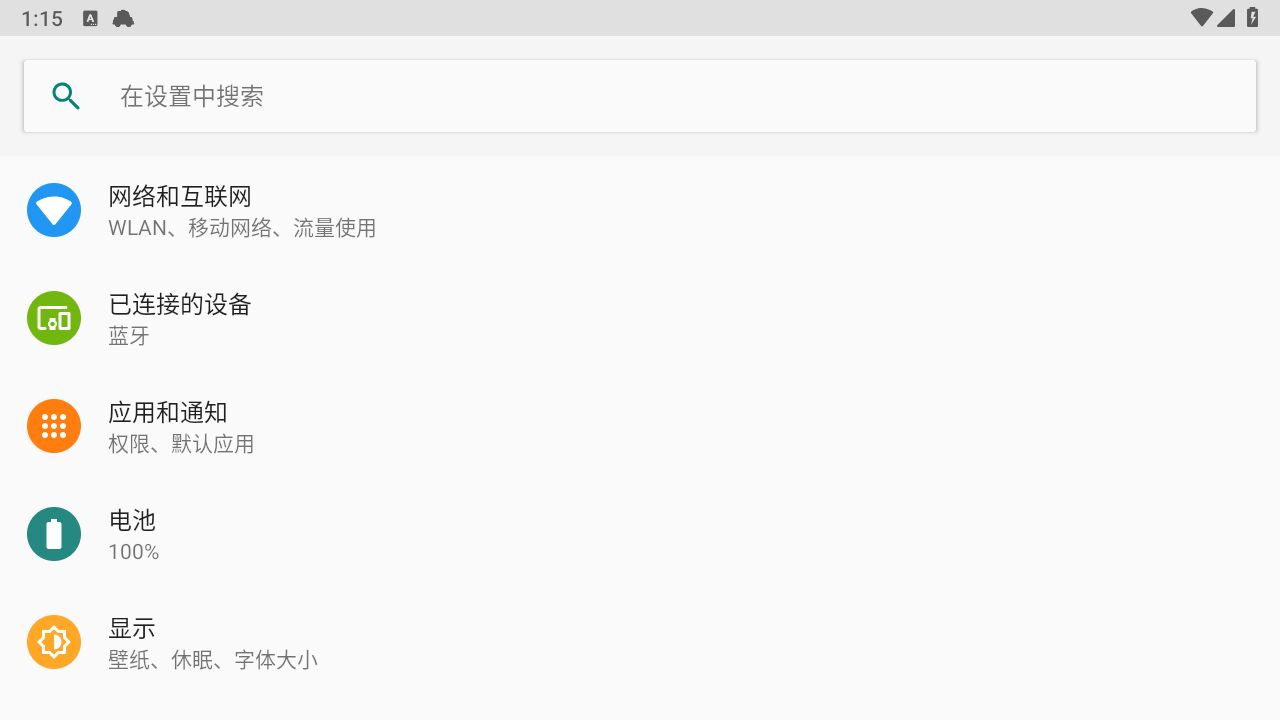 1:15
在设置中搜索
网络和互联网
WLAN、移动网络、流量使用
已连接的设备
蓝牙
应用和通知
权限、默认应用
电池
100%
显示
壁纸、休眠、字体大小